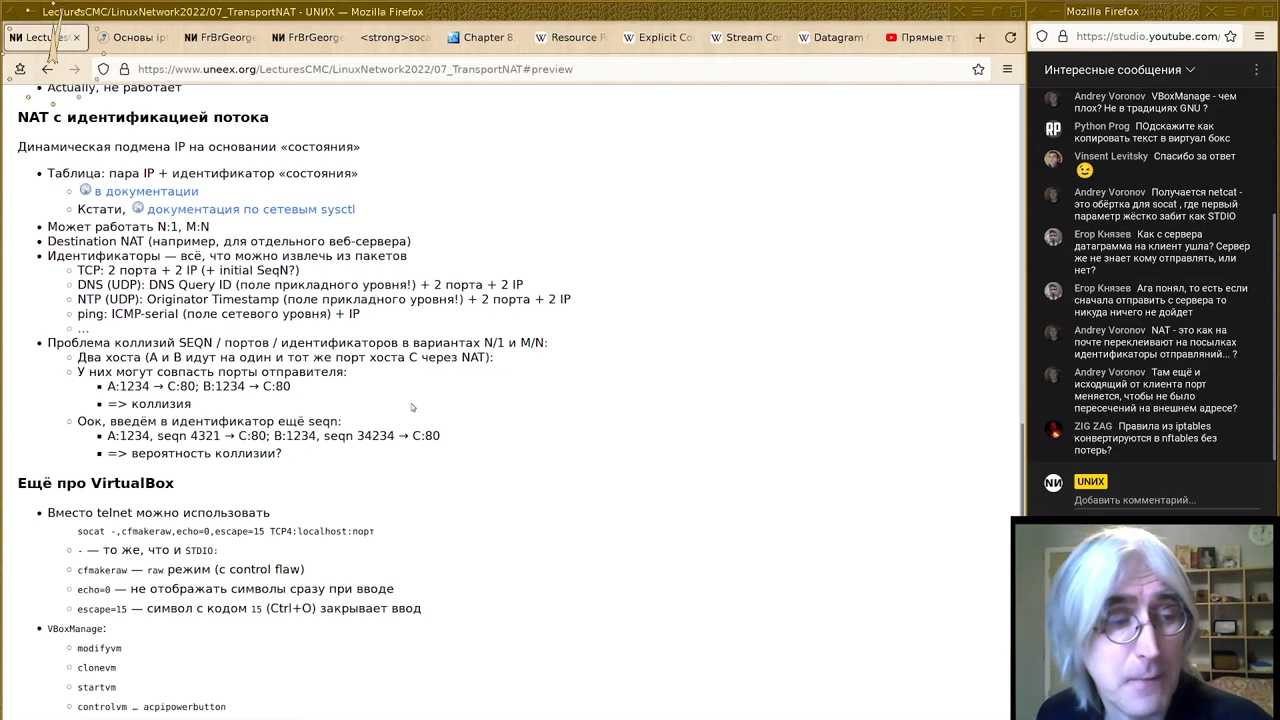 LecturesCMC/LinuxNetwork2022/07_TransportNAT - UNИX — Mozilla Firefox
Mozilla Firefox
Основы ip
FrBrGeorge
FrBrGeorge
<strong>soca
Chapter 8.
Resource R
Explicit Co
Stream Co
Datagram
Прямые тр
https://www.uneex.org/LecturesCMC/LinuxNetwork2022/07_TransportNAT#preview
https://studio.youtube.com/
Actually, не работает
NAT с идентификацией потока
Динамическая подмена IP на основании «состояния»
Таблица: пара IP + идентификатор «состояния»
в документации
Кстати, документация по сетевым sysctl
Может работать N:1, M:N
Destination NAT (например, для отдельного веб-сервера)
Идентификаторы — всё, что можно извлечь из пакетов
TCP: 2 порта + 2 IP (+ initial SeqN?)
DNS (UDP): DNS Query ID (поле прикладного уровня!) + 2 порта + 2 IP
NTP (UDP): Originator Timestamp (поле прикладного уровня!) + 2 порта + 2 IP
ping: ICMP-serial (поле сетевого уровня) + IP
…
Проблема коллизий SEQN / портов / идентификаторов в вариантах N/1 и M/N:
Два хоста (A и B идут на один и тот же порт хоста C через NAT):
У них могут совпасть порты отправителя:
A:1234 → C:80; B:1234 → C:80
=> коллизия
Оок, введём в идентификатор ещё seqn:
A:1234, seqn 4321 → C:80; B:1234, seqn 34234 → C:80
=> вероятность коллизии?
Ещё про VirtualBox
Вместо telnet можно использовать
socat -,cfmakeraw,echo=0,escape=15 TCP4:localhost:порт
- — то же, что и STDIO:
cfmakeraw — raw режим (с control flaw)
echo=0 — не отображать символы сразу при вводе
escape=15 — символ с кодом 15 (Ctrl+O) закрывает ввод
VBoxManage:
modifyvm
clonevm
startvm
controlvm … acpipowerbutton
Интересные сообщения
Andrey Voronov VBoxManage - чем
плох? Не в традициях GNU ?
Python Prog ПОдскажите как
копировать текст в виртуал бокс
Vinsent Levitsky Спасибо за ответ
Andrey Voronov Получается netcat -
это обёртка для socat , где первый
параметр жёстко забит как STDIO
Егор Князев Как с сервера
датаграмма на клиент ушла? Сервер
же не знает кому отправлять, или
нет?
Егор Князев Ага понял, то есть если
сначала отправить с сервера то
никуда ничего не дойдет
Andrey Voronov NAT - это как на
почте переклеивают на посылках
идентификаторы отправляний... ?
Andrey Voronov Там ещё и
исходящий от клиента порт
меняется, чтобы не было
пересечений на внешнем адресе?
ZIG ZAG Правила из iptables
конвертируются в nftables без
потерь?
UNИX
Добавить комментарий...